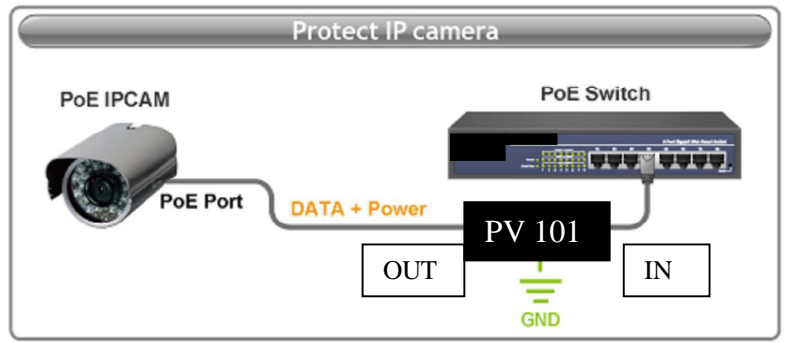 Protect IP camera
PoE IPCAM
PoE Switch
PoE Port
DATA + Power
PV 101
OUT
IN
GND